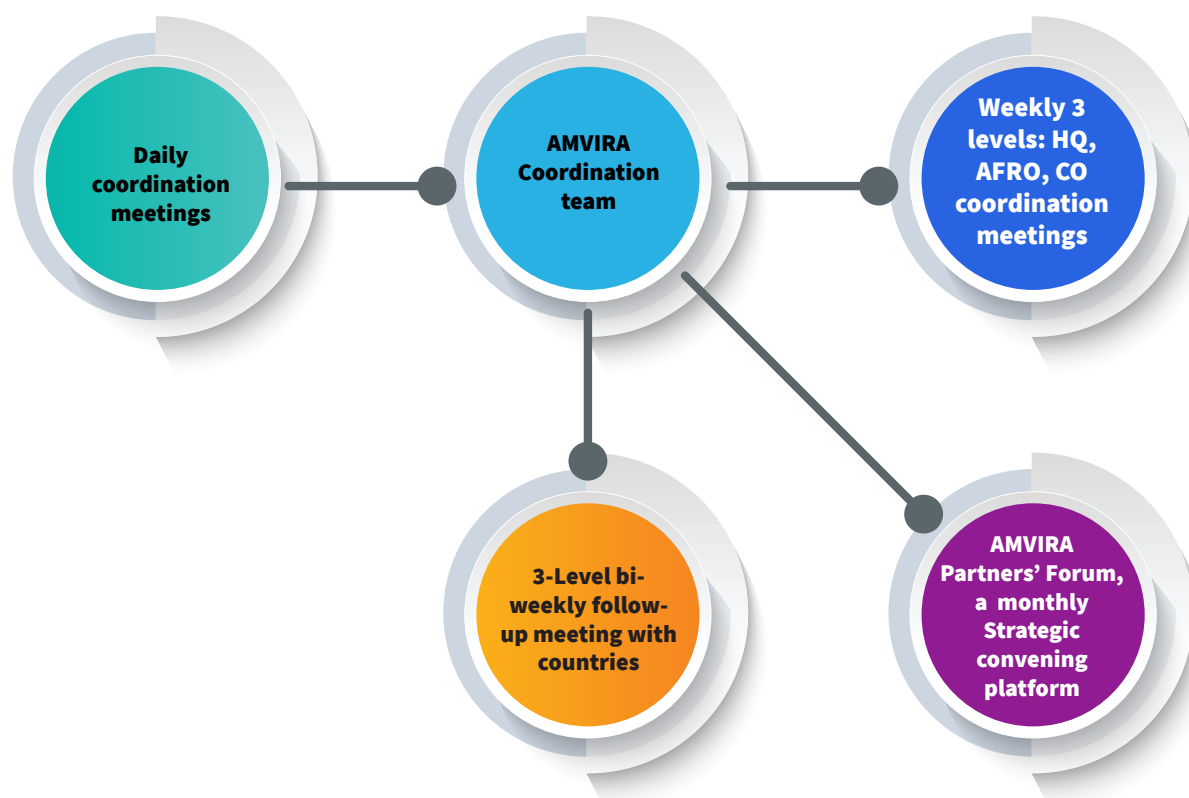 Daily
coordination
meetings
AMVIRA
Coordination
team
Weekly 3
levels: HQ,
AFRO, CO
coordination
meetings
3-Level bi-
weekly follow-
up meeting with
countries
AMVIRA
Partners’ Forum,
a monthly
Strategic
convening
platform